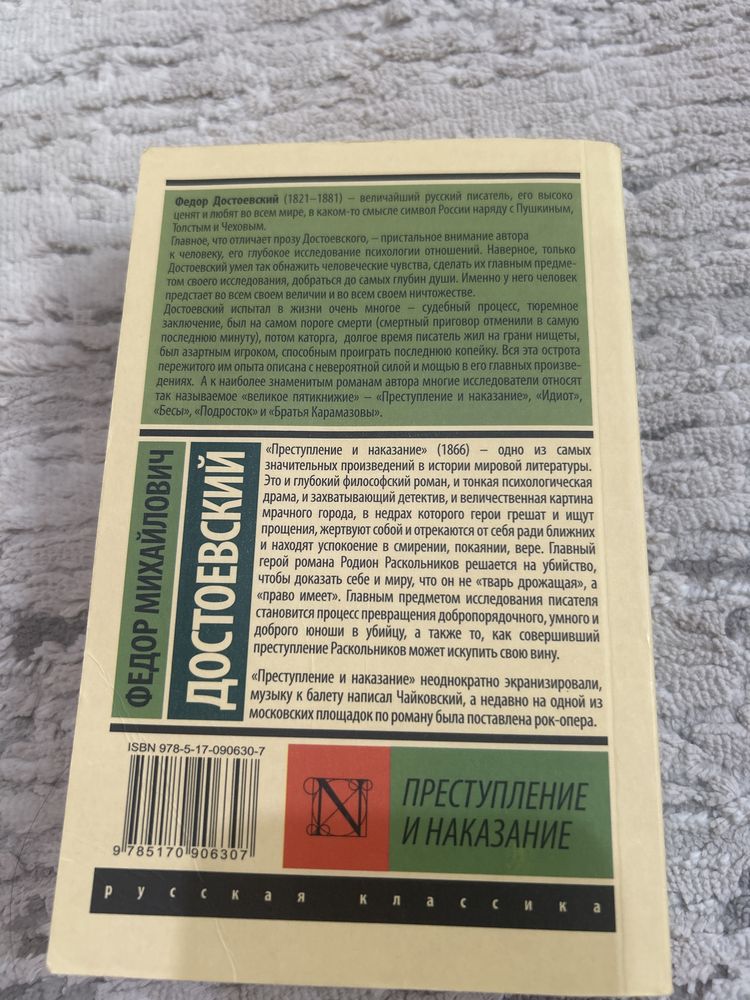 Федор Достоевский (1821–1881) – величайший русский писатель, его высоко
ценят и любят во всем мире, в каком-то смысле символ России наряду с Пушкиным,
Толстым и Чеховым.
Главное, что отличает прозу Достоевского, – пристальное внимание автора
к человеку, его глубокое исследование психологии отношений. Наверное, только
Достоевский умел так обнажить человеческие чувства, сделать их главным предме-
том своего исследования, добраться до самых глубин души. Именно у него человек
предстает во всем своем величии и во всем своем ничтожестве.
Достоевский испытал в жизни очень многое – судебный процесс, тюремное
заключение, был на самом пороге смерти (смертный приговор отменили в самую
последнюю минуту), потом каторга, долгое время писатель жил на грани нищеты,
был азартным игроком, способным проиграть последнюю копейку. Вся эта острота
пережитого им опыта описана с невероятной силой и мощью в его главных произве-
дениях. А к наиболее знаменитым романам автора многие исследователи относят
так называемое «великое пятикнижие» – «Преступление и наказание», «Идиот»,
«Бесы», «Подросток» и «Братья Карамазовы».
ФЕДОР МИХАЙЛОВИЧ
ДОСТОЕВСКИЙ
«Преступление и наказание» (1866) – одно из самых
значительных произведений в истории мировой литературы.
Это и глубокий философский роман, и тонкая психологическая
драма, и захватывающий детектив, и величественная картина
мрачного города, в недрах которого герои грешат и ищут
прощения, жертвуют собой и отрекаются от себя ради ближних
и находят успокоение в смирении, покаянии, вере. Главный
герой романа Родион Раскольников решается на убийство,
чтобы доказать себе и миру, что он не «тварь дрожащая», а
«право имеет». Главным предметом исследования писателя
становится процесс превращения добропорядочного, умного и
доброго юноши в убийцу, а также то, как совершивший
преступление Раскольников может искупить свою вину.
«Преступление и наказание» неоднократно экранизировали,
музыку к балету написал Чайковский, а недавно на одной из
московских площадок по роману была поставлена рок-опера.
ISBN 978-5-17-090630-7
9 785170 906307
N
ПРЕСТУПЛЕНИЕ
И НАКАЗАНИЕ
русская классика